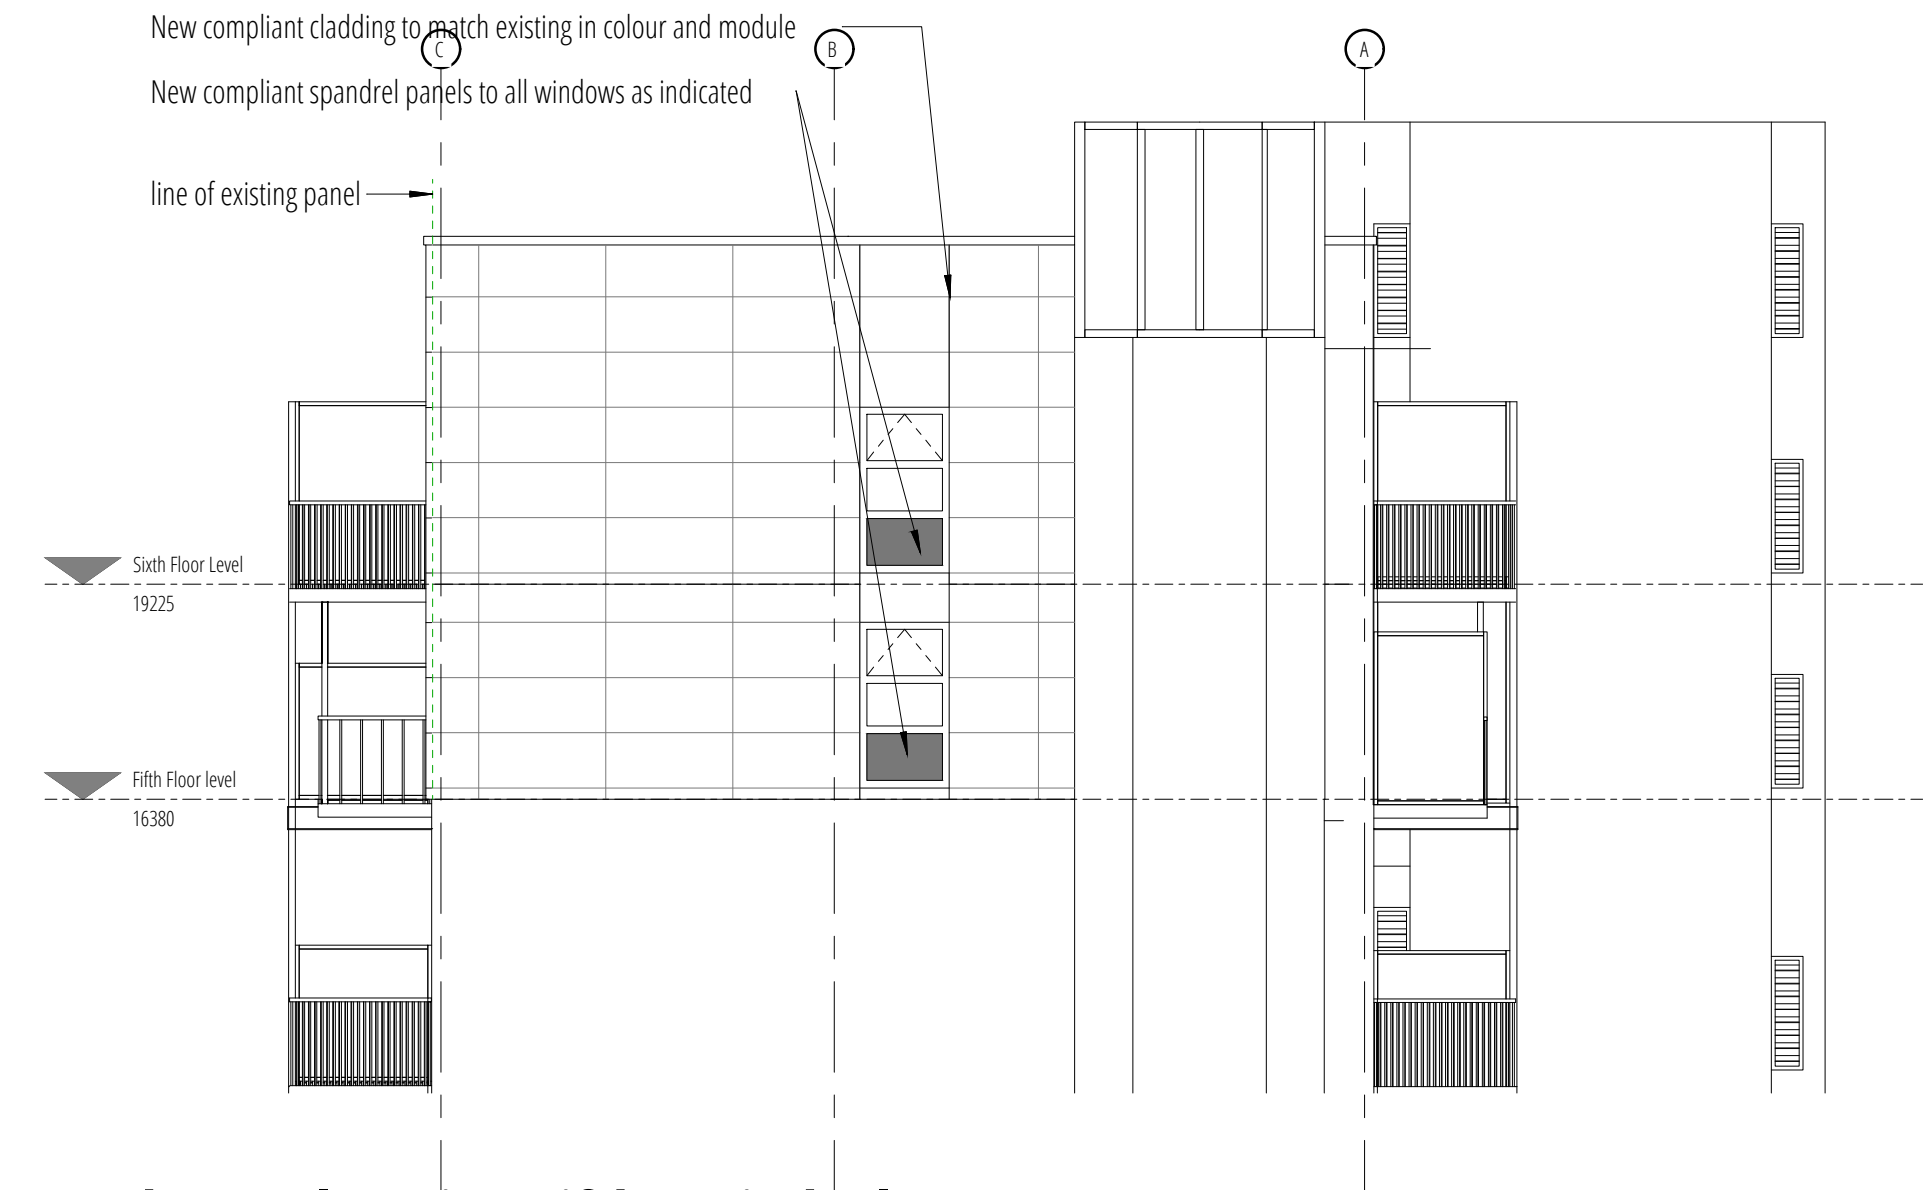 New compliant cladding to match existing in colour and module
C
B
A
New compliant spandrel panels to all windows as indicated
line of existing panel
Sixth Floor Level
19225
Fifth Floor level
16380